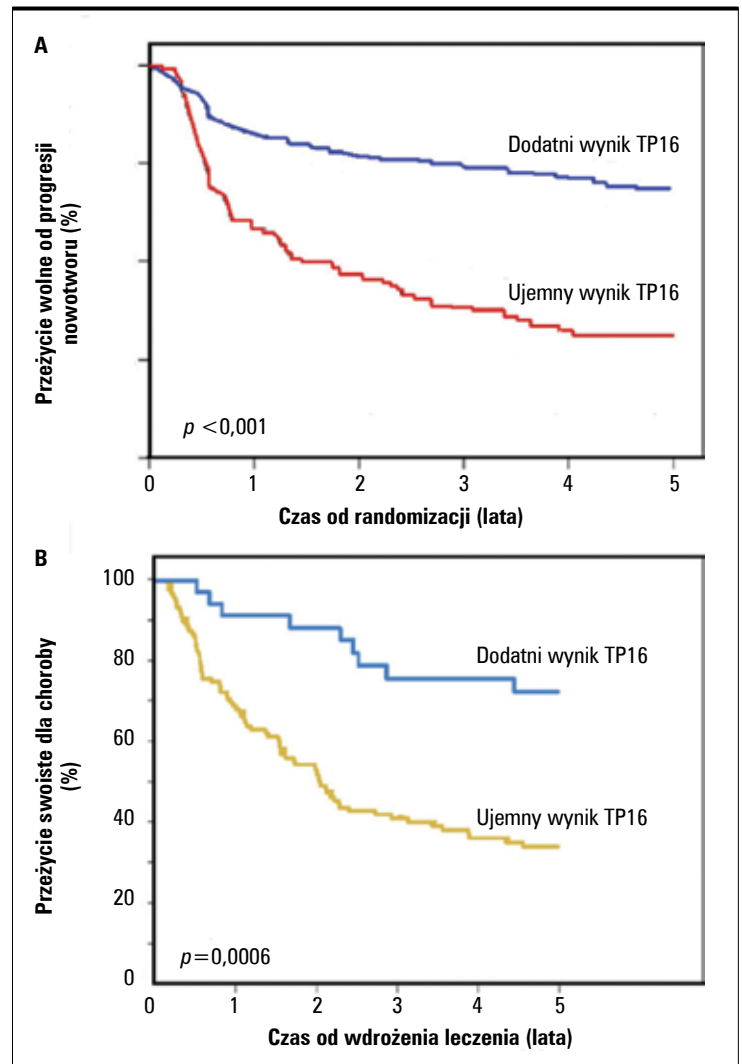 A
Przeżycie wolne od progresji
nowotworu (%)
Dodatni wynik TP16
Ujemny wynik TP16
p <0,001
0 1 2 3 4 5
Czas od randomizacji (lata)
B
Przeżycie swoiste dla choroby
(%)
100
80
60
40
20
0
Dodatni wynik TP16
Ujemny wynik TP16
p=0,0006
0 1 2 3 4 5
Czas od wdrożenia leczenia (lata)